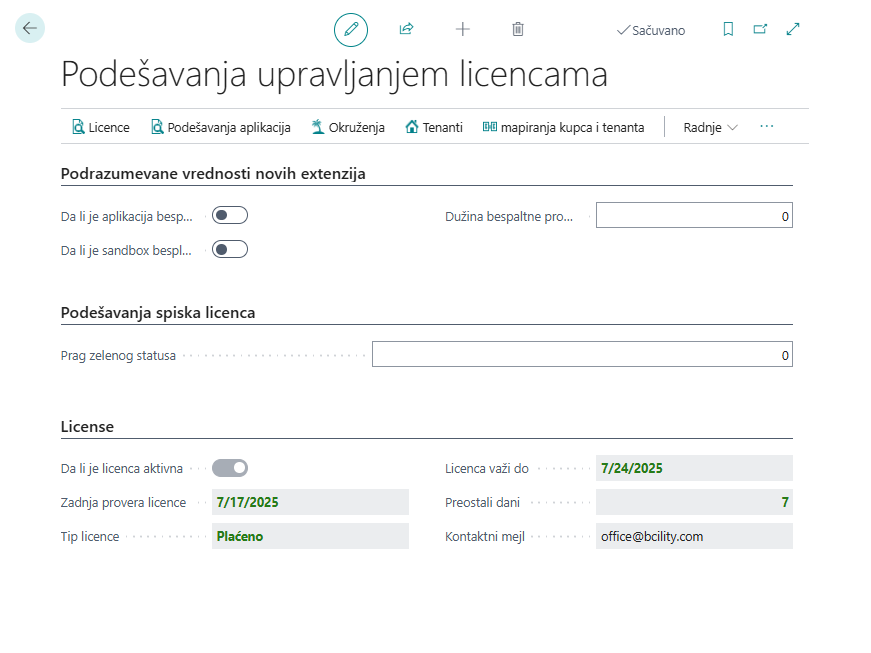 Sačuvano
Podešavanja upravljanjem licencama
Licence Podešavanja aplikacija Okruženja Tenanti mapiranja kupca i tenanta Radnje ···
Podrazumevane vrednosti novih extenzija
Da li je aplikacija besp... Dužina bespaltne pro... 0
Da li je sandbox bespl...
Podešavanja spiska licenca
Prag zelenog statusa 0
License
Da li je licenca aktivna Licenca važi do 7/24/2025
Zadnja provera licence 7/17/2025 Preostali dani 7
Tip licence Plaćeno Kontaktni mejl office@bcility.com